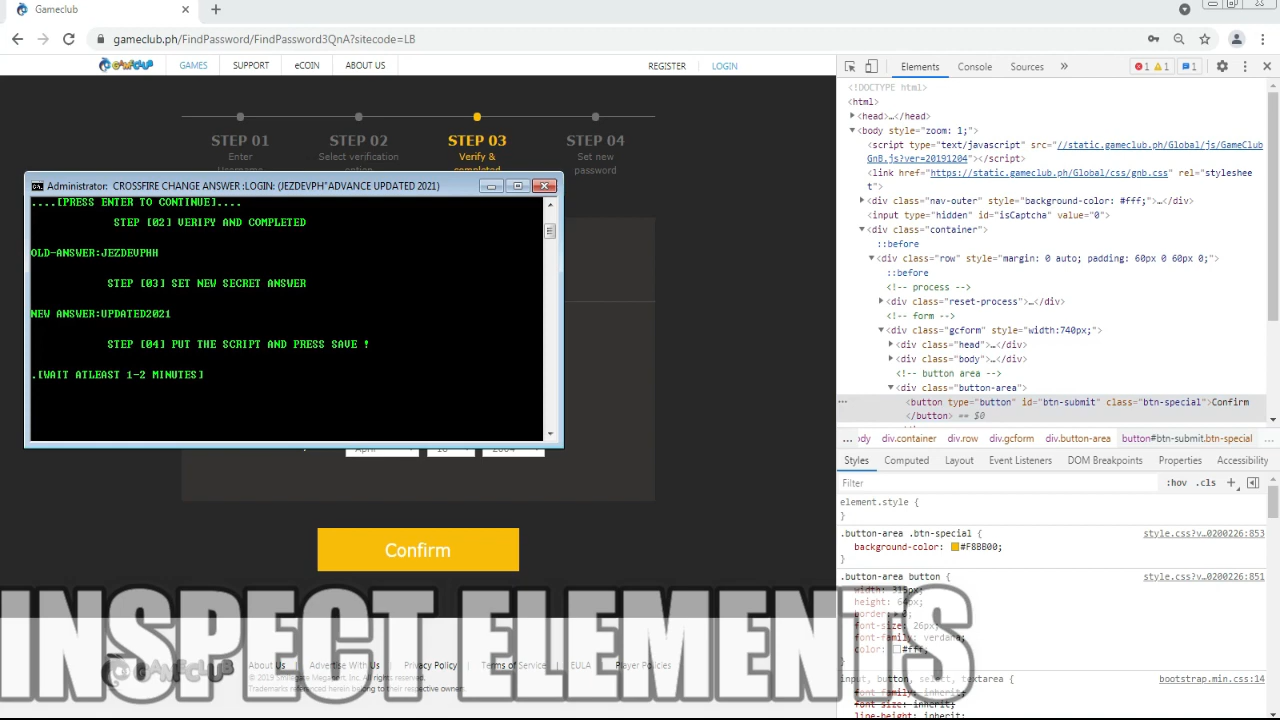 Gameclub
gameclub.ph/FindPassword/FindPassword3QnA?sitecode=LB
GAMECLUB GAMES SUPPORT eCOIN ABOUT US REGISTER LOGIN
STEP 01 STEP 02 STEP 03 STEP 04
Enter Select verification Verify & Set new
Username option completed password
Administrator: CROSSFIRE CHANGE ANSWER :LOGIN: (JEZDEVPH"ADVANCE UPDATED 2021)
....[PRESS ENTER TO CONTINUE]....
STEP [02] VERIFY AND COMPLETED
OLD-ANSWER:JEZDEVPHH
STEP [03] SET NEW SECRET ANSWER
NEW ANSWER:UPDATED2021
STEP [04] PUT THE SCRIPT AND PRESS SAVE !
.[WAIT ATLEAST 1-2 MINUTES]
April 2004
Confirm
INSPECT ELEMENTS
GAMECLUB
About Us Advertise With Us Privacy Policy Terms of Service EULA Player Policies
© 2019 Smilegate Megaport. Inc. All rights reserved.
Trademarks referenced herein belong to their respective owners.
Elements Console Sources » 1 1 1
<!DOCTYPE html>
<html>
<head>…</head>
<body style="zoom: 1;">
<script type="text/javascript" src="//static.gameclub.ph/Global/js/GameClub
GnB.js?ver=20191204"></script>
<link href="https://static.gameclub.ph/Global/css/gnb.css" rel="styleshee
t">
<div class="nav-outer" style="background-color: #fff;">…</div>
<input type="hidden" id="isCaptcha" value="0">
<div class="container">
::before
<div class="row" style="margin: 0 auto; padding: 60px 0 60px 0;">
::before
<!-- process -->
<div class="reset-process">…</div>
<!-- form -->
<div class="gcform" style="width:740px;">
<div class="head">…</div>
<div class="body">…</div>
<!-- button area -->
<div class="button-area">
… <button type="button" id="btn-submit" class="btn-special">Confirm
</button> == $0
… ody div.container div.row div.gcform div.button-area button#btn-submit.btn-special …
Styles Computed Layout Event Listeners DOM Breakpoints Properties Accessibility
Filter :hov .cls +
element.style {
}
.button-area .btn-special { style.css?v…0200226:853
background-color: #F8BB00;
}
.button-area button { style.css?v…0200226:851
width: 315px;
height: 64px;
border: 0;
font-size: 26px;
font-family: verdana;
color: #fff;
}
input, button, select, textarea { bootstrap.min.css:14
font-family: inherit;
font-size: inherit;
line-height: inherit;